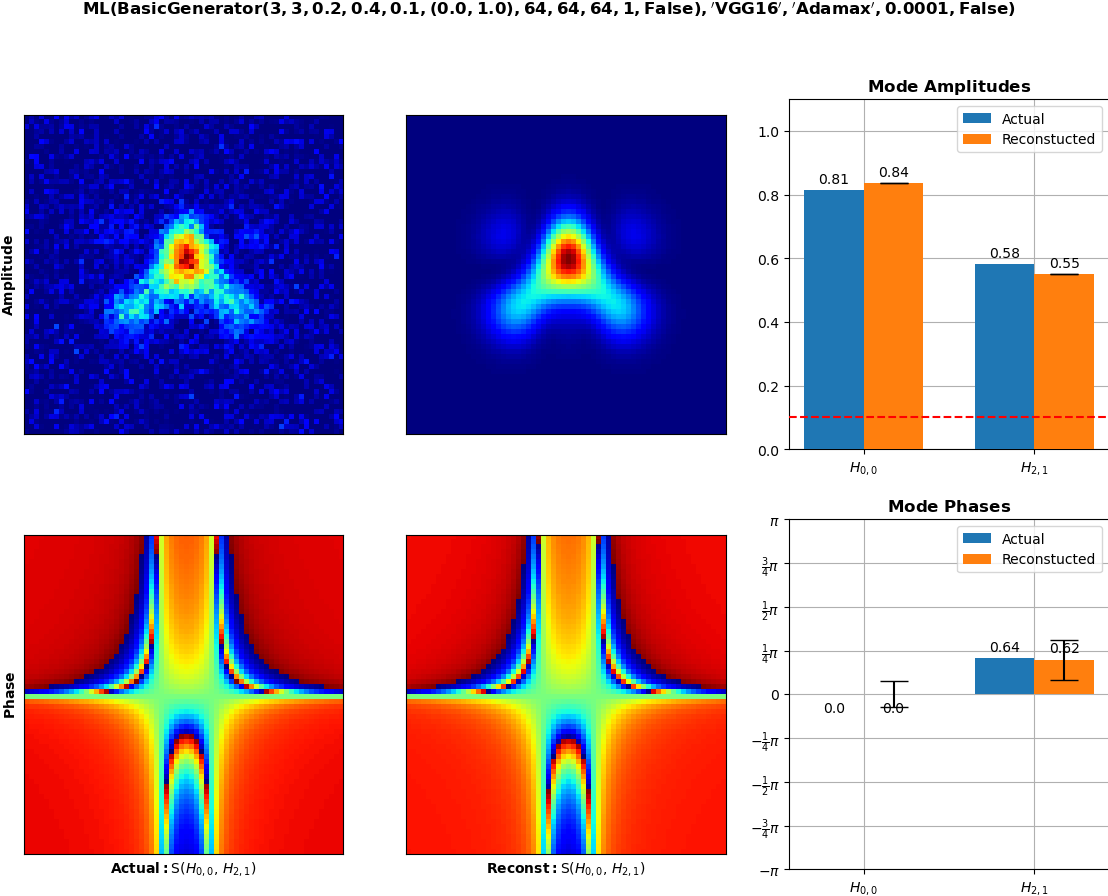 ML(BasicGenerator(3, 3, 0.2, 0.4, 0.1, (0.0, 1.0), 64, 64, 64, 1, False), ′VGG16′, ′Adamax′, 0.0001, False)
Mode Amplitudes
Actual
Reconstucted
1.0
0.8
0.6
0.4
0.2
0.0
0.81
0.84
0.58
0.55
H0, 0
H2, 1
Amplitude
Mode Phases
Actual
Reconstucted
π
3/4π
1/2π
1/4π
0
−1/4π
−1/2π
−3/4π
−π
0.0
0.0
0.64
0.62
H0, 0
H2, 1
Phase
Actual: S(H0, 0, H2, 1)
Reconst: S(H0, 0, H2, 1)